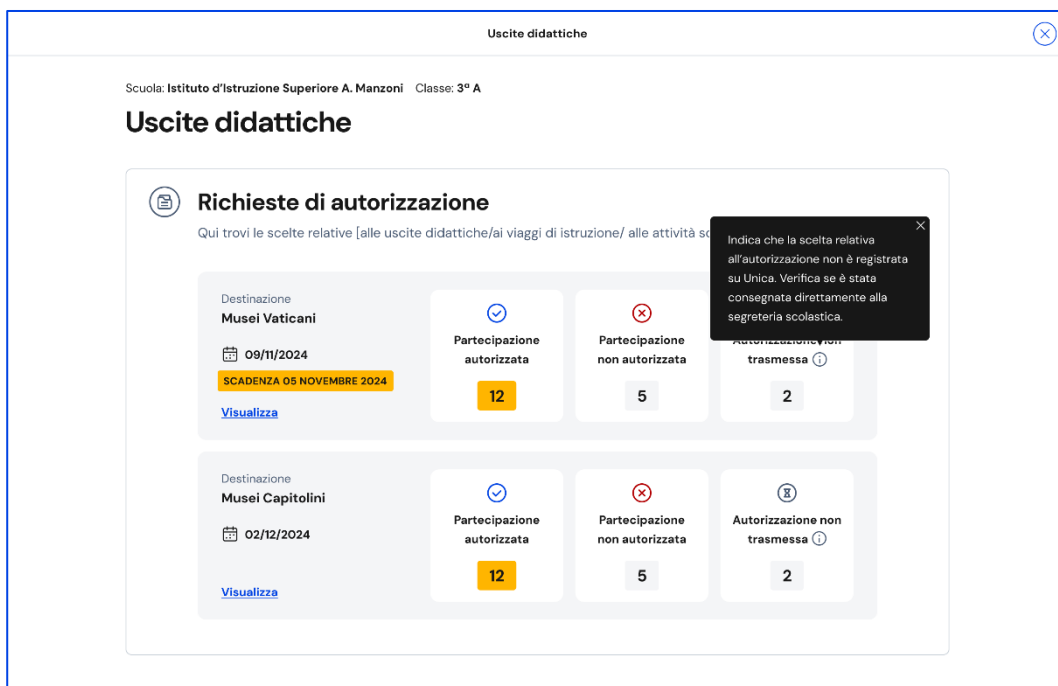 Uscite didattiche
Scuola: Istituto d'Istruzione Superiore A. Manzoni Classe: 3ª A
Uscite didattiche
Richieste di autorizzazione
Qui trovi le scelte relative [alle uscite didattiche/ai viaggi di istruzione/ alle attività
Indica che la scelta relativa
all'autorizzazione non è registrata
su Unica. Verifica se è stata
consegnata direttamente alla
segreteria scolastica.
Destinazione
Musei Vaticani
09/11/2024
SCADENZA 05 NOVEMBRE 2024
Visualizza
Partecipazione
autorizzata
12
Partecipazione
non autorizzata
5
Autorizzazione non
trasmessa
2
Destinazione
Musei Capitolini
02/12/2024
Visualizza
Partecipazione
autorizzata
12
Partecipazione
non autorizzata
5
Autorizzazione non
trasmessa
2